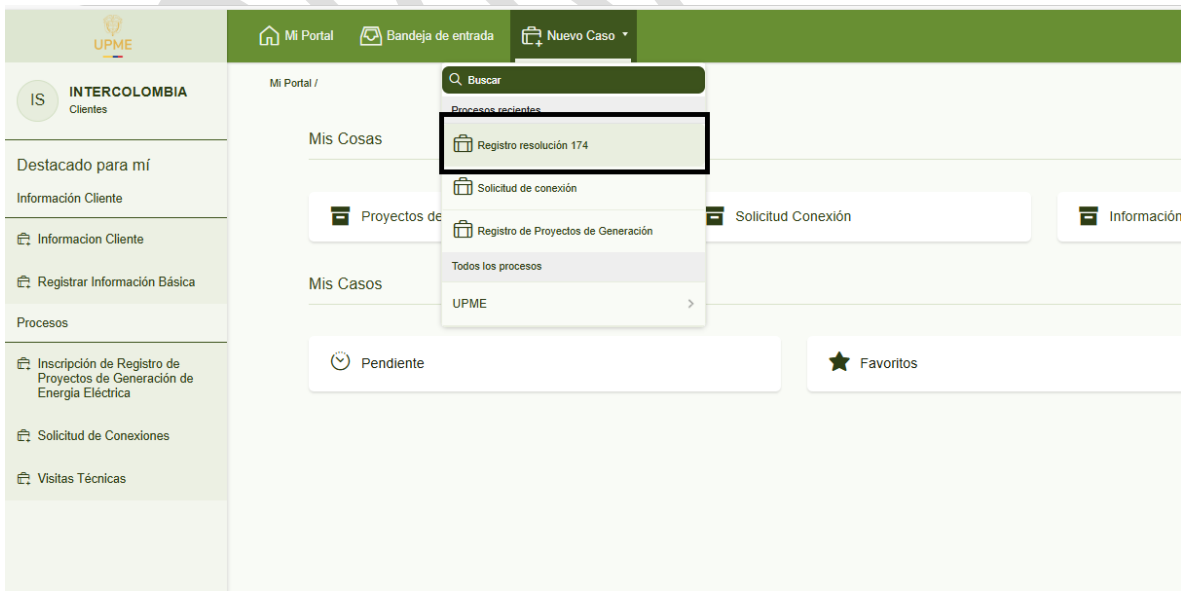 UPME
Mi Portal
Bandeja de entrada
Nuevo Caso
IS
INTERCOLOMBIA
Clientes
Mi Portal /
Buscar
Procesos recientes
Registro resolución 174
Solicitud de conexión
Registro de Proyectos de Generación
Todos los procesos
UPME
Destacado para mí
Información Cliente
Informacion Cliente
Registrar Información Básica
Procesos
Inscripción de Registro de
Proyectos de Generación de
Energia Eléctrica
Solicitud de Conexiones
Visitas Técnicas
Mis Cosas
Proyectos de
Solicitud Conexión
Información
Mis Casos
Pendiente
Favoritos